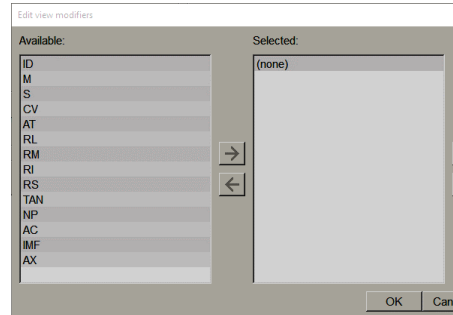 Edit view modifiers
Available:
Selected:
ID
M
S
CV
AT
RL
RM
RI
RS
TAN
NP
AC
IMF
AX
(none)
OK
Can